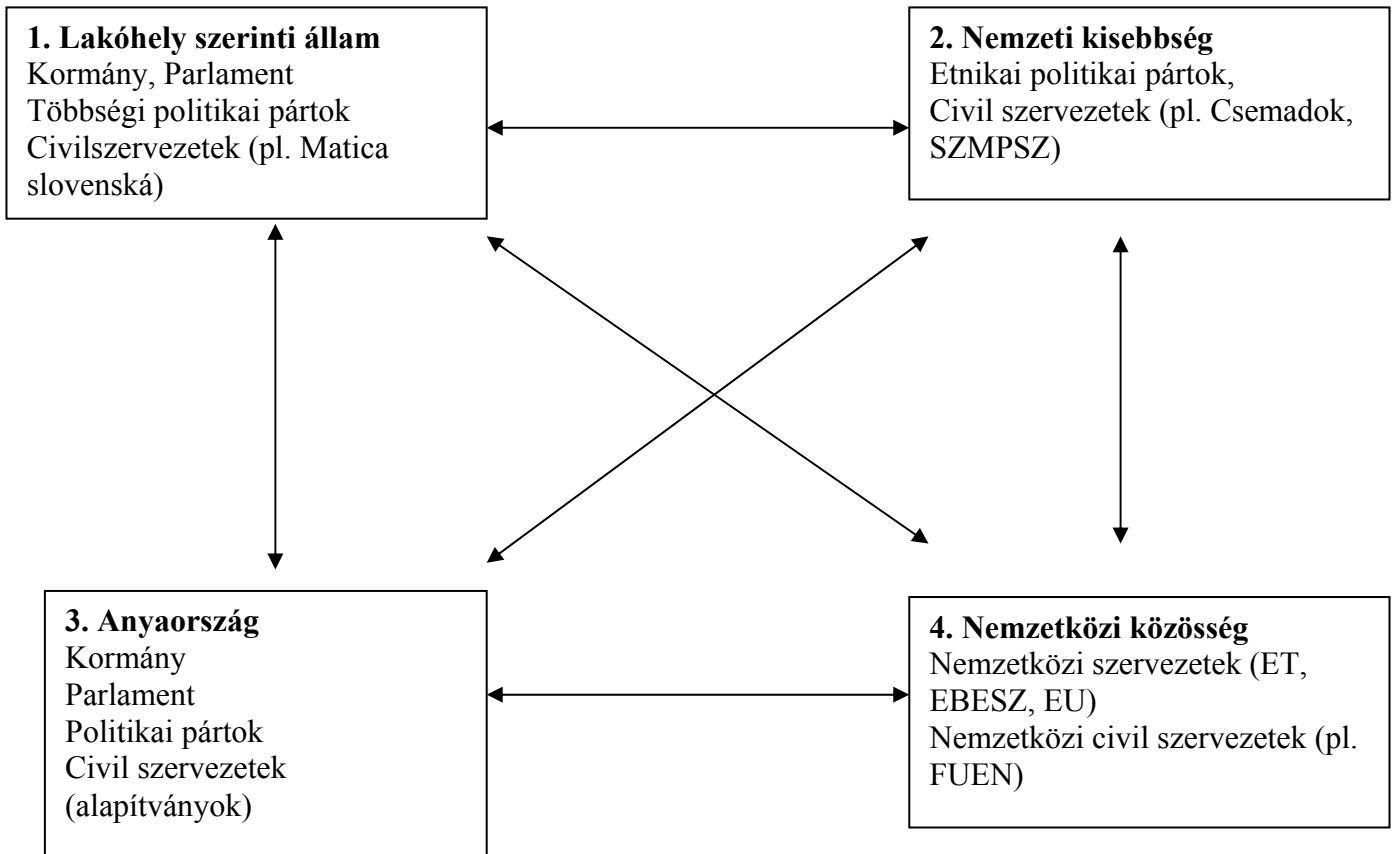 1. Lakóhely szerinti állam
Kormány, Parlament
Többségi politikai pártok
Civilszervezetek (pl. Matica
slovenská)
2. Nemzeti kisebbség
Etnikai politikai pártok,
Civil szervezetek (pl. Csemadok,
SZMPSZ)
3. Anyaország
Kormány
Parlament
Politikai pártok
Civil szervezetek
(alapítványok)
4. Nemzetközi közösség
Nemzetközi szervezetek (ET,
EBESZ, EU)
Nemzetközi civil szervezetek (pl.
FUEN)